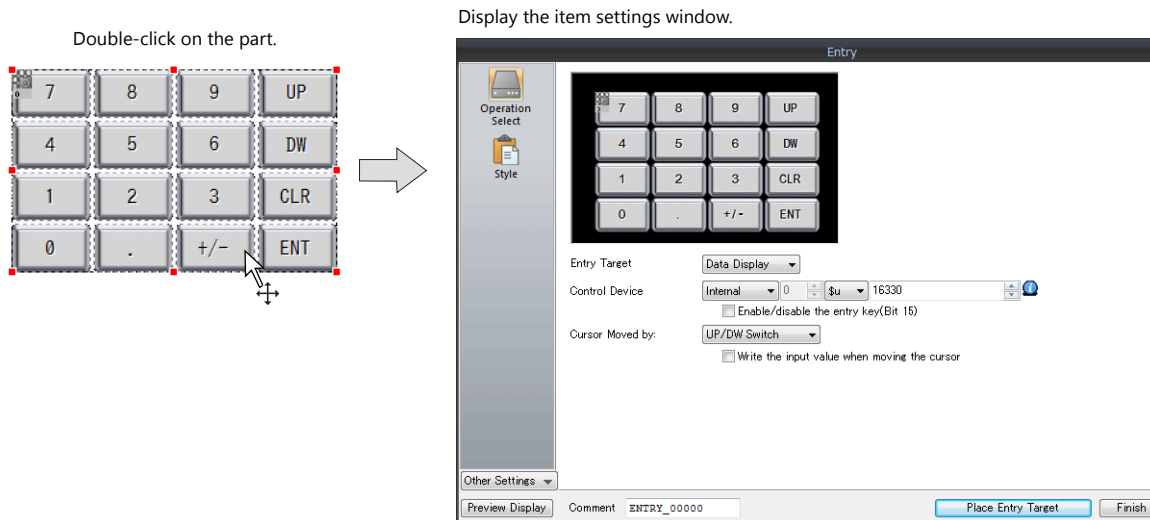 Display the item settings window.
Double-click on the part.
7 8 9 UP
4 5 6 DW
1 2 3 CLR
0 . +/- ENT
Entry
Operation
Select
Style
7 8 9 UP
4 5 6 DW
1 2 3 CLR
0 . +/- ENT
Entry Target Data Display
Control Device Internal 0 $u 16330
Enable/disable the entry key(Bit 15)
Cursor Moved by: UP/DW Switch
Write the input value when moving the cursor
Other Settings
Preview Display Comment ENTRY_00000 Place Entry Target Finish